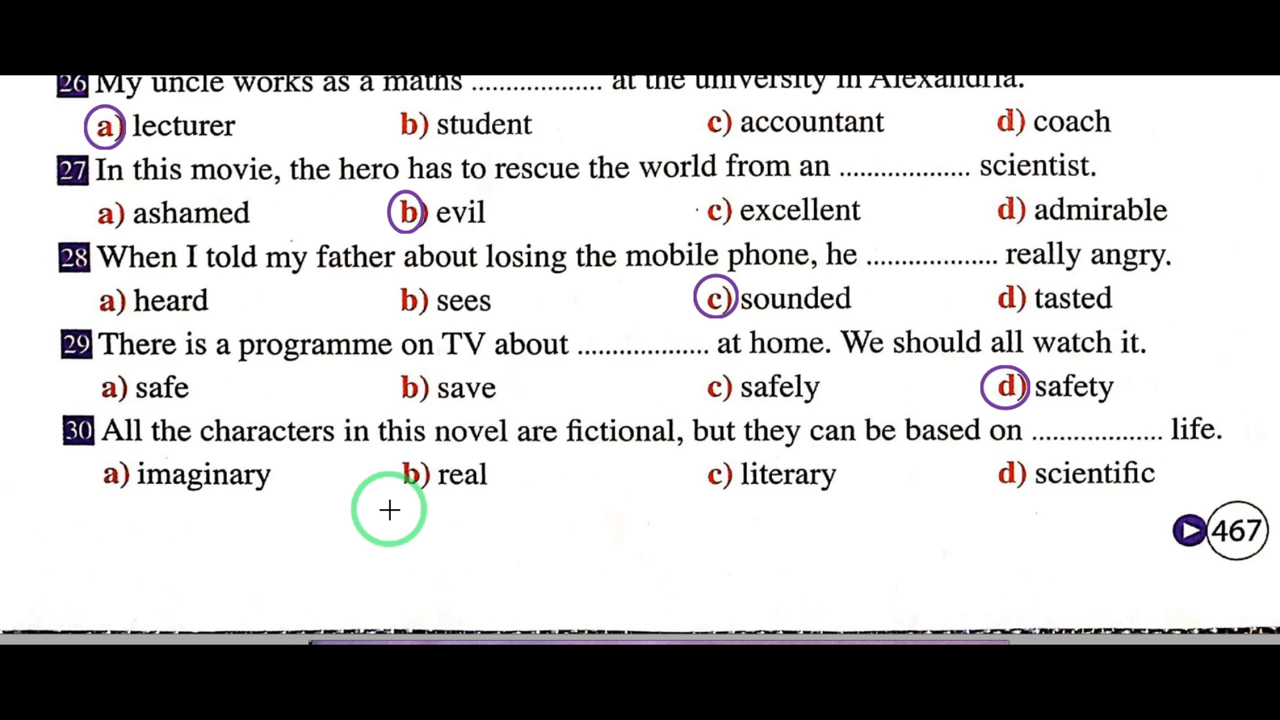 26 My uncle works as a maths ................... at the university in Alexandria.
a) lecturer b) student c) accountant d) coach
27 In this movie, the hero has to rescue the world from an ................... scientist.
a) ashamed b) evil c) excellent d) admirable
28 When I told my father about losing the mobile phone, he ................... really angry.
a) heard b) sees c) sounded d) tasted
29 There is a programme on TV about ................... at home. We should all watch it.
a) safe b) save c) safely d) safety
30 All the characters in this novel are fictional, but they can be based on ................... life.
a) imaginary b) real c) literary d) scientific
467